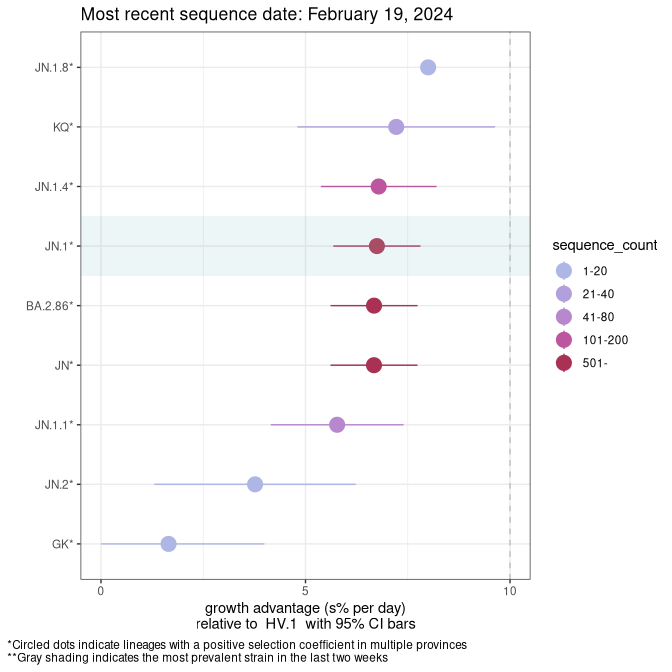 Most recent sequence date: February 19, 2024
JN.1.8*
KQ*
JN.1.4*
JN.1*
BA.2.86*
JN*
JN.1.1*
JN.2*
GK*
0 5 10
growth advantage (s% per day)
relative to HV.1 with 95% CI bars
sequence_count
1-20
21-40
41-80
101-200
501-
*Circled dots indicate lineages with a positive selection coefficient in multiple provinces
**Gray shading indicates the most prevalent strain in the last two weeks